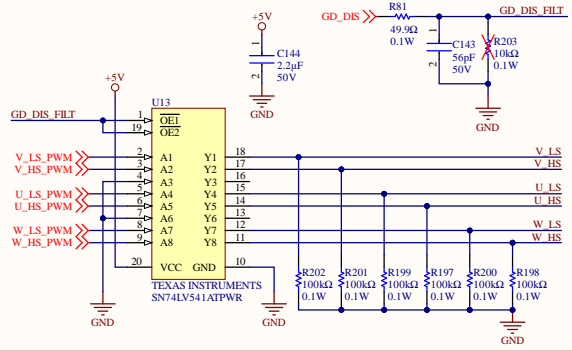 R81
GD_DIS
GD_DIS_FILT
49.9Ω
0.1W
1
C143
56pF
50V
2
R203
10kΩ
0.1W
GND
+5V
1
C144
2.2µF
50V
2
GND
+5V
U13
GD_DIS_FILT
1 OE1
19 OE2
V_LS_PWM 2 A1 Y1 18 V_LS
V_HS_PWM 3 A2 Y2 17 V_HS
4 A3 Y3 16
U_LS_PWM 5 A4 Y4 15 U_LS
U_HS_PWM 6 A5 Y5 14 U_HS
7 A6 Y6 13
W_LS_PWM 8 A7 Y7 12 W_LS
W_HS_PWM 9 A8 Y8 11 W_HS
20 VCC GND 10
TEXAS INSTRUMENTS
SN74LV541ATPWR
R202 R201 R199 R197 R200 R198
100kΩ 100kΩ 100kΩ 100kΩ 100kΩ 100kΩ
0.1W 0.1W 0.1W 0.1W 0.1W 0.1W
GND GND GND